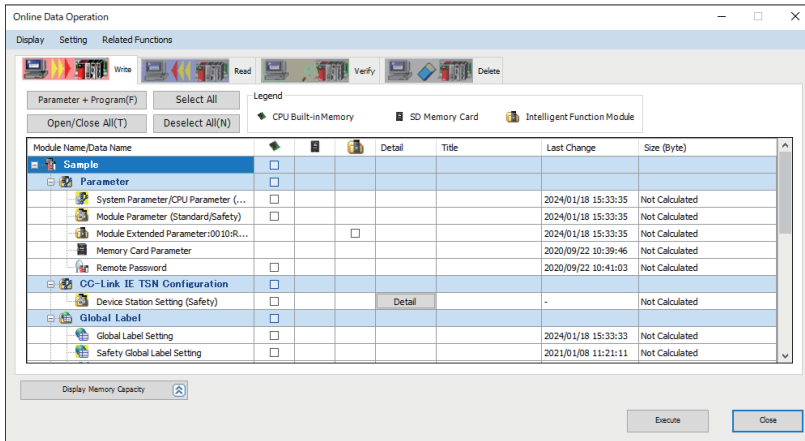 Online Data Operation
Display Setting Related Functions
Write Read Verify Delete
Parameter + Program(F) Select All Legend
CPU Built-inMemory SD Memory Card Intelligent Function Module
Open/Close All(T) Deselect All(N)
Module Name/Data Name Detail Title Last Change Size (Byte)
Sample
Parameter
System Parameter/CPU Parameter (... 2024/01/18 15:33:35 Not Calculated
Module Parameter (Standard/Safety) 2024/01/18 15:33:35 Not Calculated
Module Extended Parameter:0010:R... 2024/01/18 15:33:35 Not Calculated
Memory Card Parameter 2020/09/22 10:39:46 Not Calculated
Remote Password 2020/09/22 10:41:03 Not Calculated
CC-Link IE TSN Configuration
Device Station Setting (Safety) Detail - Not Calculated
Global Label
Global Label Setting 2024/01/18 15:33:33 Not Calculated
Safety Global Label Setting 2021/01/08 11:21:11 Not Calculated
Display Memory Capacity
Execute Close